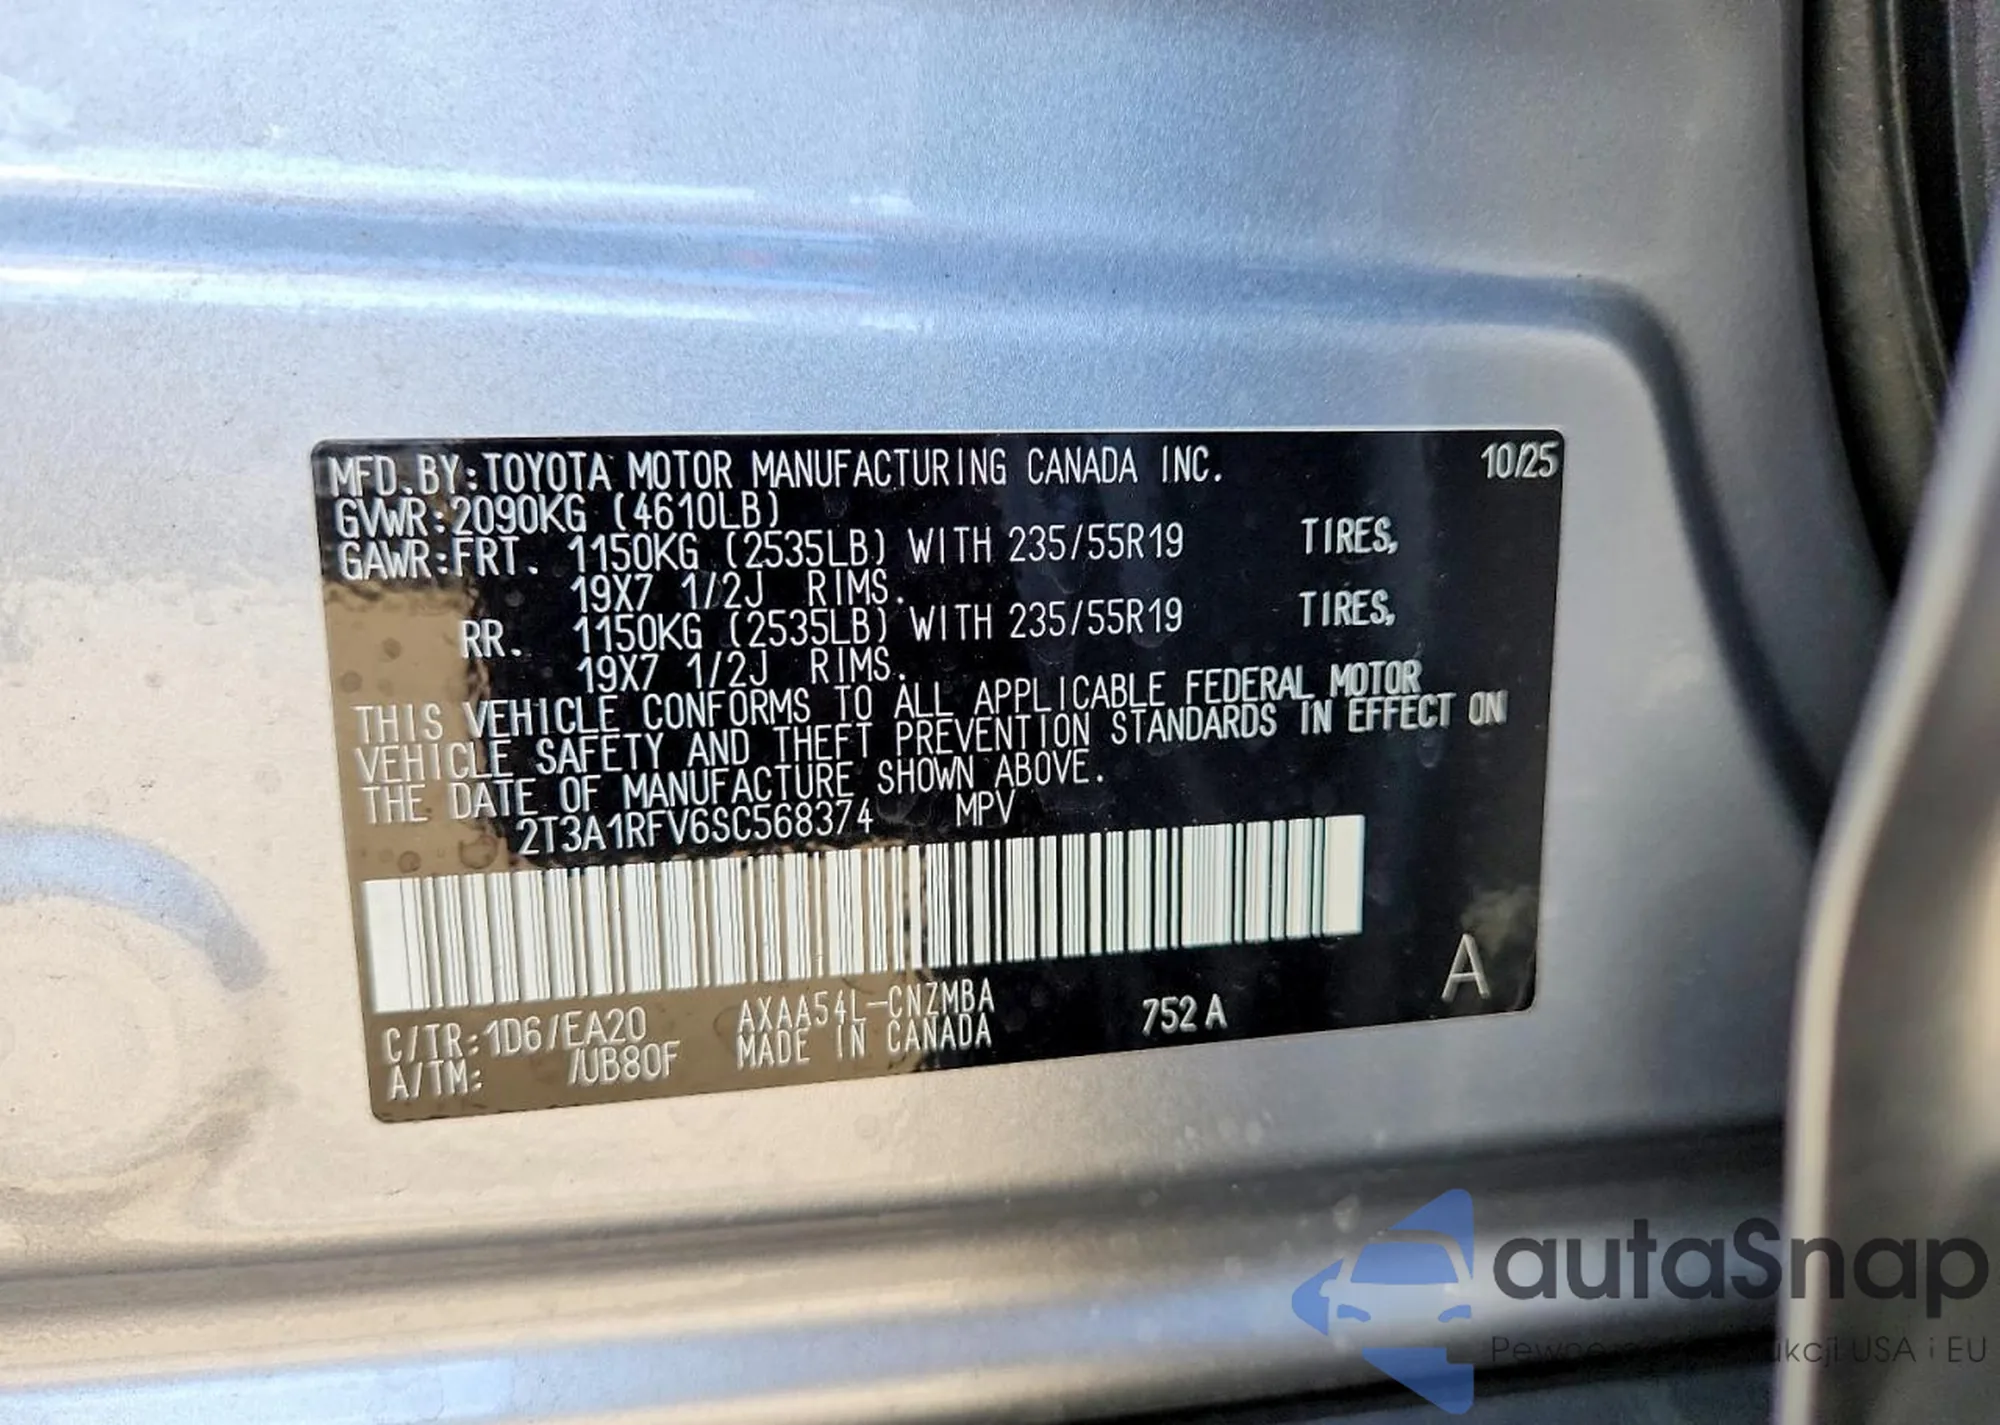 MFD.BY:TOYOTA MOTOR MANUFACTURING CANADA INC. 10/25
GVWR:2090KG (4610LB)
GAWR:FRT. 1150KG (2535LB) WITH 235/55R19 TIRES,
19X7 1/2J RIMS.
RR. 1150KG (2535LB) WITH 235/55R19 TIRES,
19X7 1/2J RIMS.
THIS VEHICLE CONFORMS TO ALL APPLICABLE FEDERAL MOTOR
VEHICLE SAFETY AND THEFT PREVENTION STANDARDS IN EFFECT ON
THE DATE OF MANUFACTURE SHOWN ABOVE.
2T3A1RFV6SC568374 MPV
C/TR:1D6/EA20 AXAA54L-CNZMBA 752A A
A/TM: /UB80F MADE IN CANADA
autaSnap
USA i EU